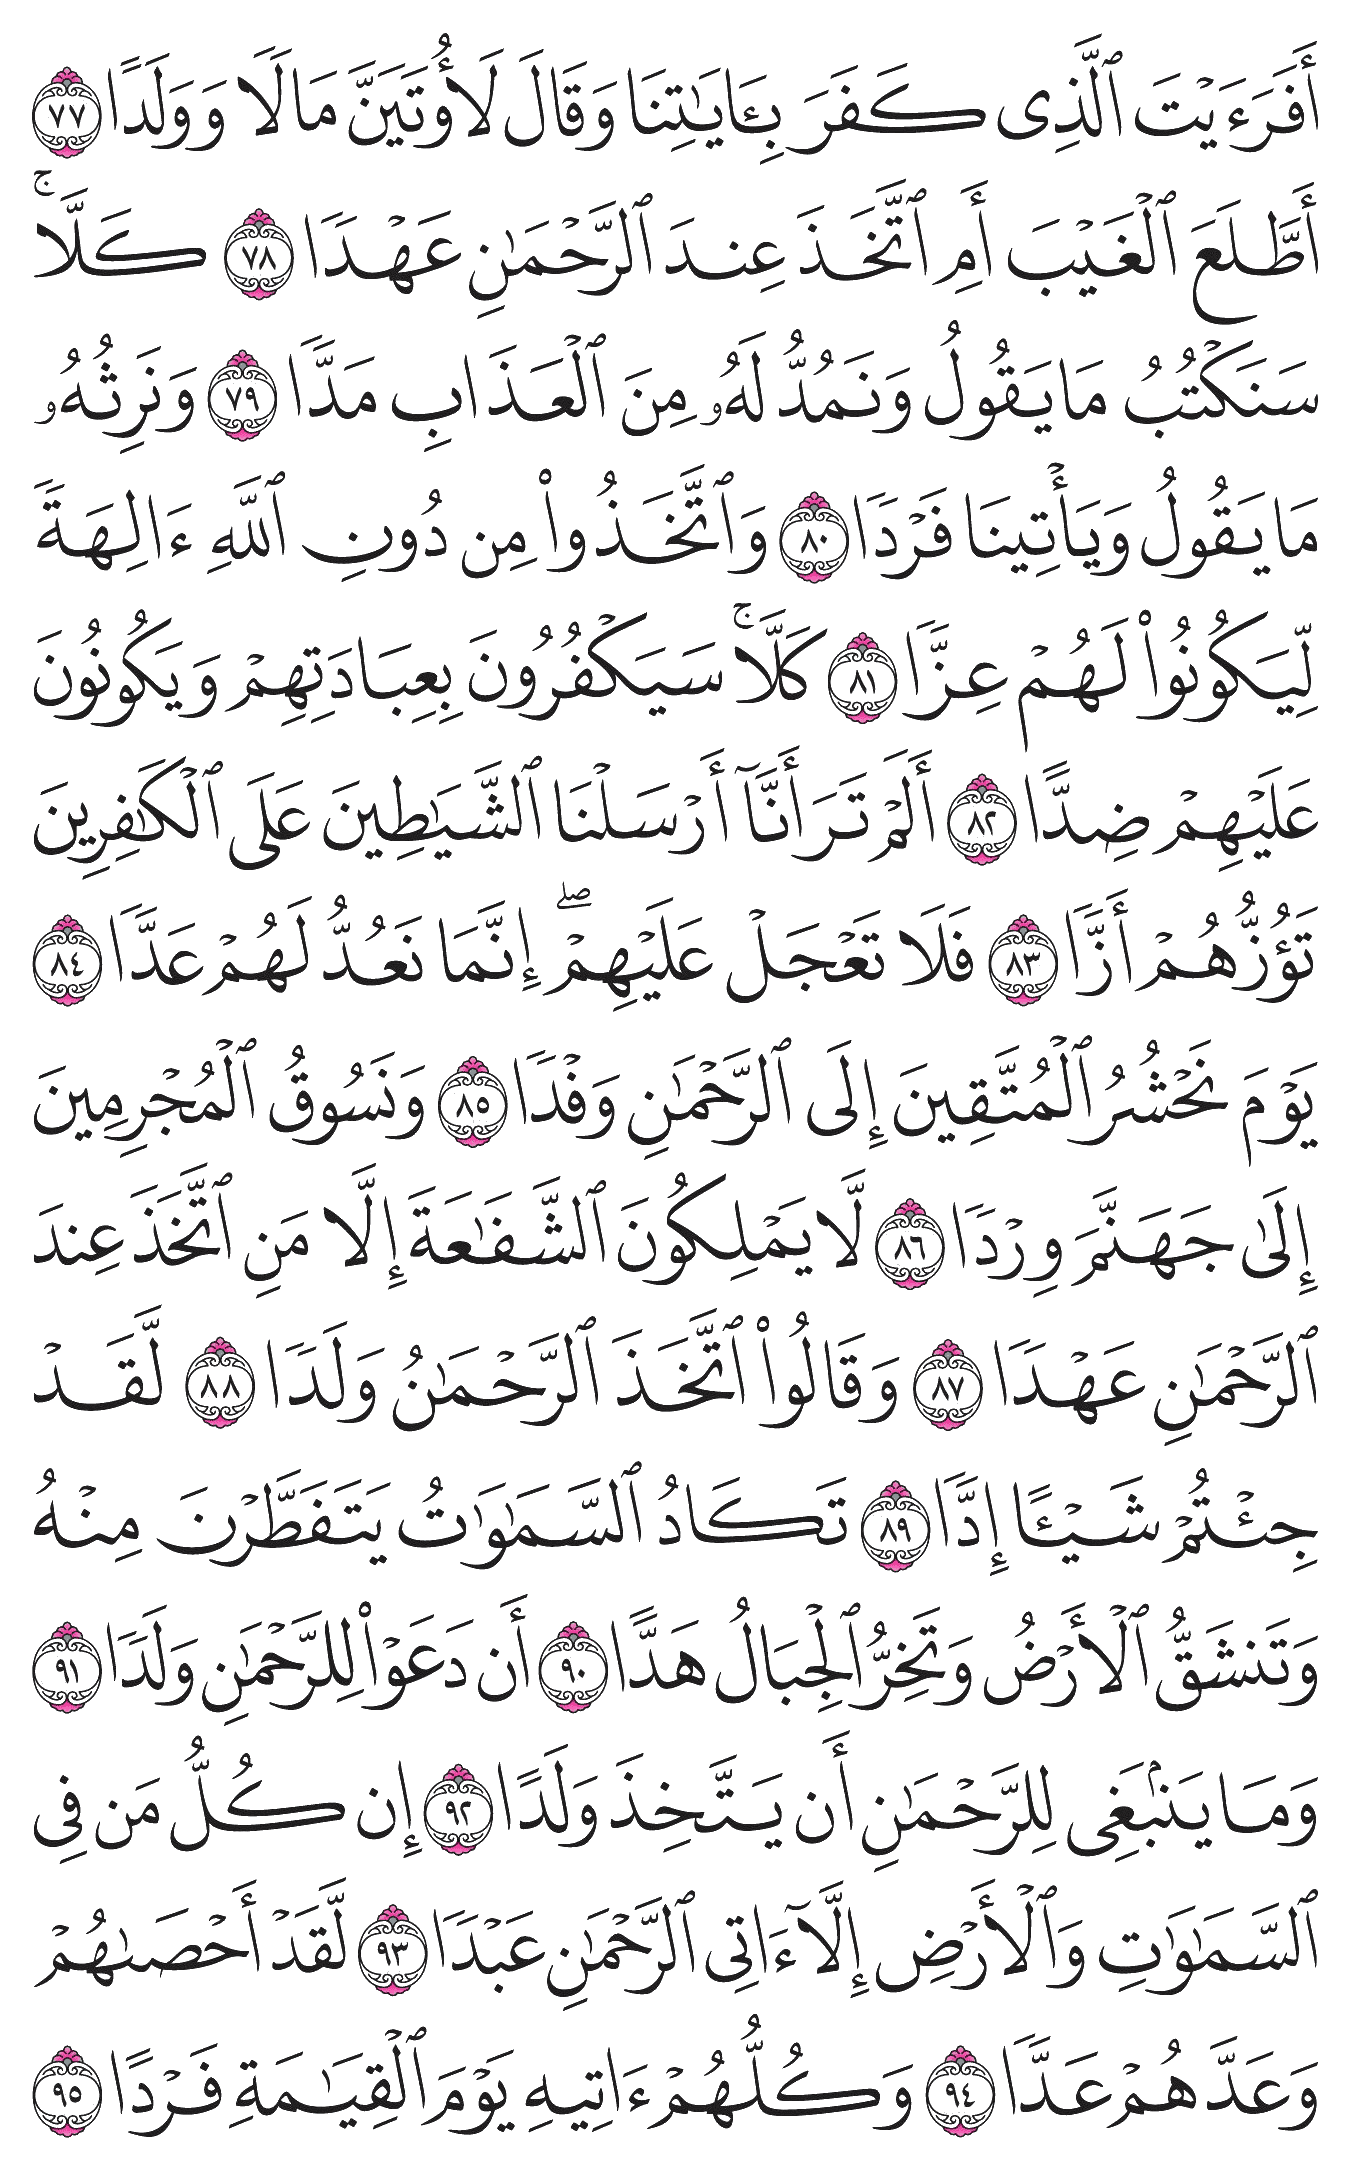 أَفَرَءَيۡتَ ٱلَّذِي كَفَرَ بِـَٔايَٰتِنَا وَقَالَ لَأُوتَيَنَّ مَالٗا وَوَلَدًا ٧٧
أَطَّلَعَ ٱلۡغَيۡبَ أَمِ ٱتَّخَذَ عِندَ ٱلرَّحۡمَٰنِ عَهۡدٗا ٧٨ كَلَّاۚ
سَنَكۡتُبُ مَا يَقُولُ وَنَمُدُّ لَهُۥ مِنَ ٱلۡعَذَابِ مَدّٗا ٧٩ وَنَرِثُهُۥ
مَا يَقُولُ وَيَأۡتِينَا فَرۡدٗا ٨٠ وَٱتَّخَذُواْ مِن دُونِ ٱللَّهِ ءَالِهَةٗ
لِّيَكُونُواْ لَهُمۡ عِزّٗا ٨١ كَلَّاۚ سَيَكۡفُرُونَ بِعِبَادَتِهِمۡ وَيَكُونُونَ
عَلَيۡهِمۡ ضِدًّا ٨٢ أَلَمۡ تَرَ أَنَّآ أَرۡسَلۡنَا ٱلشَّيَٰطِينَ عَلَى ٱلۡكَٰفِرِينَ
تَؤُزُّهُمۡ أَزّٗا ٨٣ فَلَا تَعۡجَلۡ عَلَيۡهِمۡۖ إِنَّمَا نَعُدُّ لَهُمۡ عَدّٗا ٨٤
يَوۡمَ نَحۡشُرُ ٱلۡمُتَّقِينَ إِلَى ٱلرَّحۡمَٰنِ وَفۡدٗا ٨٥ وَنَسُوقُ ٱلۡمُجۡرِمِينَ
إِلَىٰ جَهَنَّمَ وِرۡدٗا ٨٦ لَّا يَمۡلِكُونَ ٱلشَّفَٰعَةَ إِلَّا مَنِ ٱتَّخَذَ عِندَ
ٱلرَّحۡمَٰنِ عَهۡدٗا ٨٧ وَقَالُواْ ٱتَّخَذَ ٱلرَّحۡمَٰنُ وَلَدٗا ٨٨ لَّقَدۡ
جِئۡتُمۡ شَيۡـًٔا إِدّٗا ٨٩ تَكَادُ ٱلسَّمَٰوَٰتُ يَتَفَطَّرۡنَ مِنۡهُ
وَتَنشَقُّ ٱلۡأَرۡضُ وَتَخِرُّ ٱلۡجِبَالُ هَدًّا ٩٠ أَن دَعَوۡاْ لِلرَّحۡمَٰنِ وَلَدٗا ٩١
وَمَا يَنۢبَغِي لِلرَّحۡمَٰنِ أَن يَتَّخِذَ وَلَدًا ٩٢ إِن كُلُّ مَن فِي
ٱلسَّمَٰوَٰتِ وَٱلۡأَرۡضِ إِلَّآ ءَاتِي ٱلرَّحۡمَٰنِ عَبۡدٗا ٩٣ لَّقَدۡ أَحۡصَىٰهُمۡ
وَعَدَّهُمۡ عَدّٗا ٩٤ وَكُلُّهُمۡ ءَاتِيهِ يَوۡمَ ٱلۡقِيَٰمَةِ فَرۡدًا ٩٥